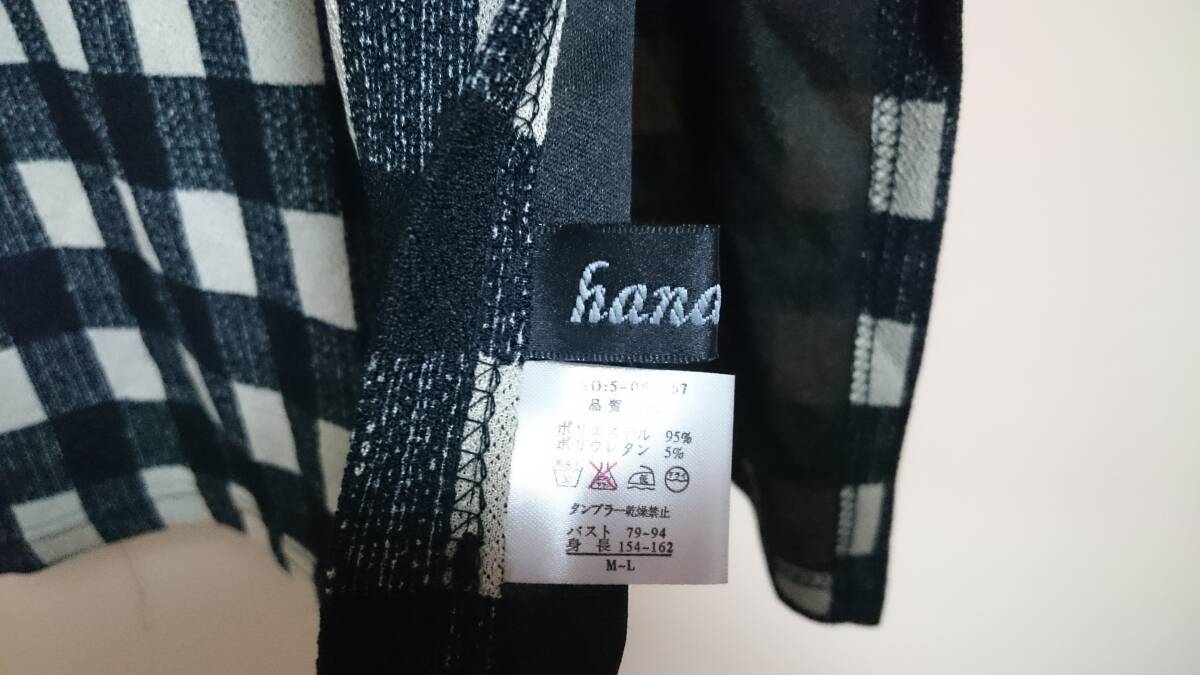 hand
品質
ポリエステル 95%
ポリウレタン 5%
タンブラー乾燥禁止
バスト 79-94
身長 154-162
M~L